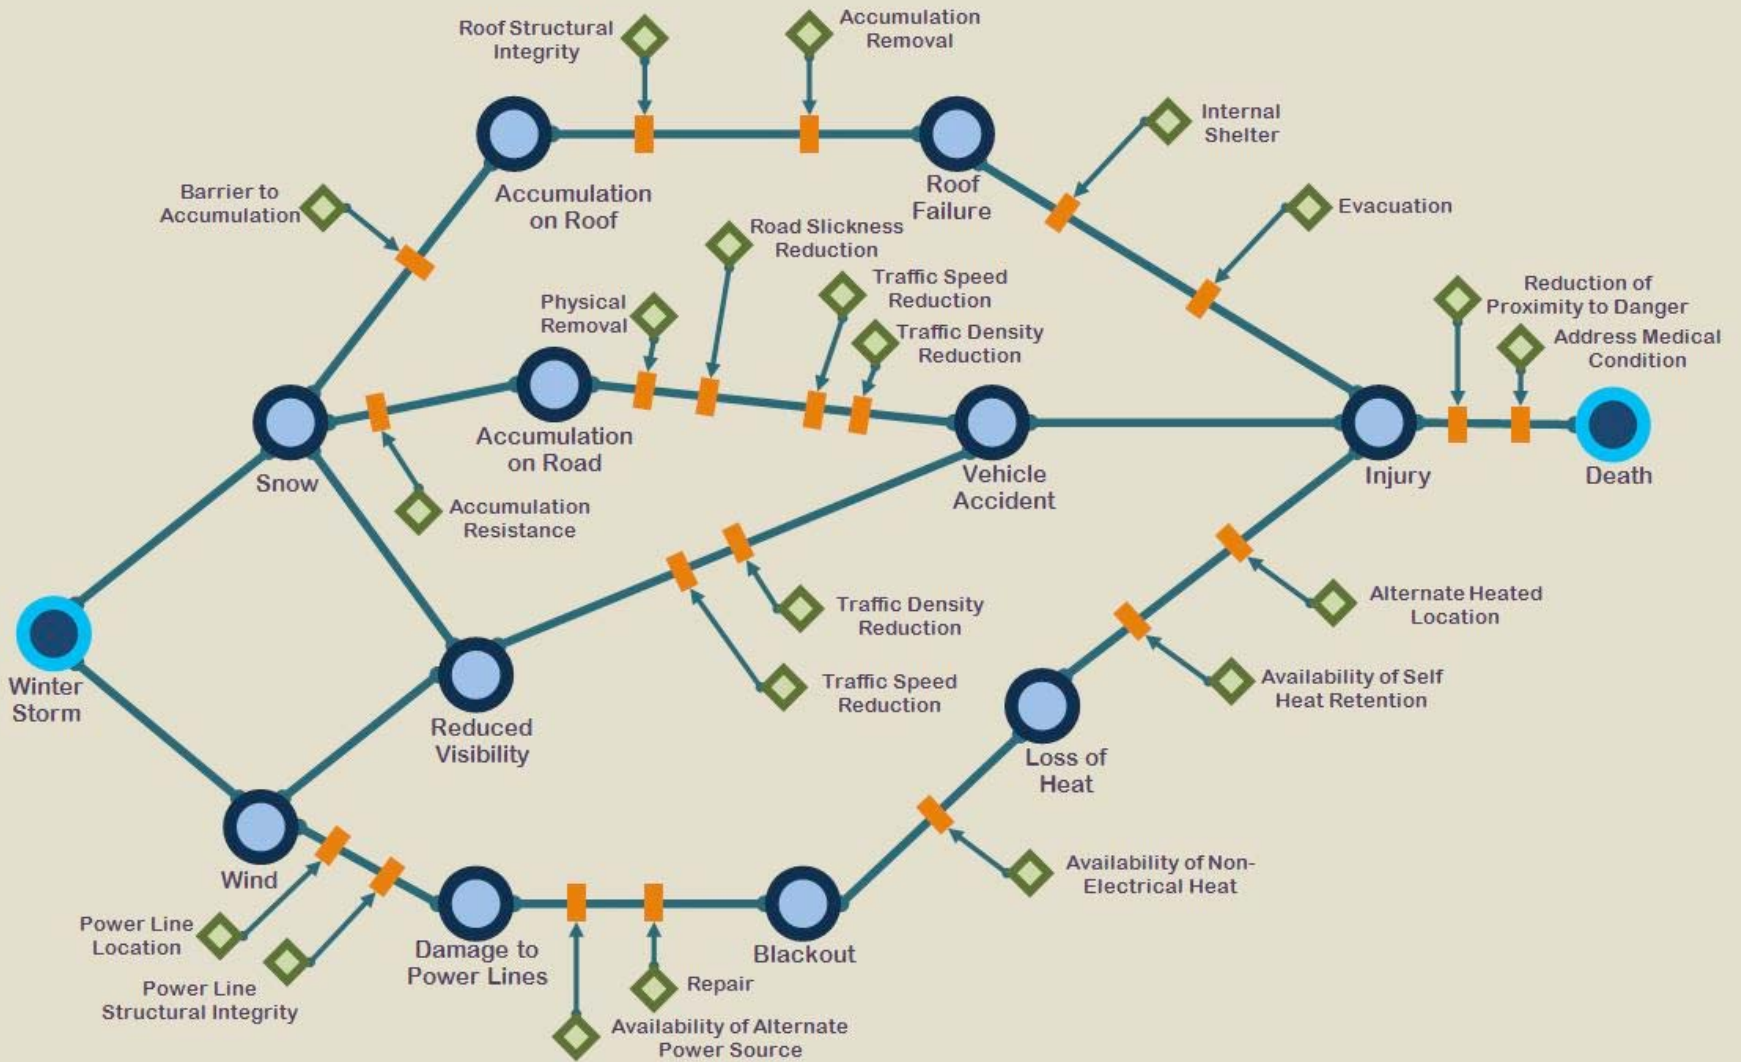 Roof Structural
Integrity
Accumulation
Removal
Internal
Shelter
Barrier to
Accumulation
Accumulation
on Roof
Roof
Failure
Evacuation
Road Slickness
Reduction
Traffic Speed
Reduction
Physical
Removal
Traffic Density
Reduction
Reduction of
Proximity to Danger
Address Medical
Condition
Snow
Accumulation
on Road
Vehicle
Accident
Injury
Death
Accumulation
Resistance
Traffic Density
Reduction
Alternate Heated
Location
Winter
Storm
Traffic Speed
Reduction
Availability of Self
Heat Retention
Reduced
Visibility
Loss of
Heat
Wind
Availability of Non-
Electrical Heat
Power Line
Location
Damage to
Power Lines
Blackout
Power Line
Structural Integrity
Repair
Availability of Alternate
Power Source